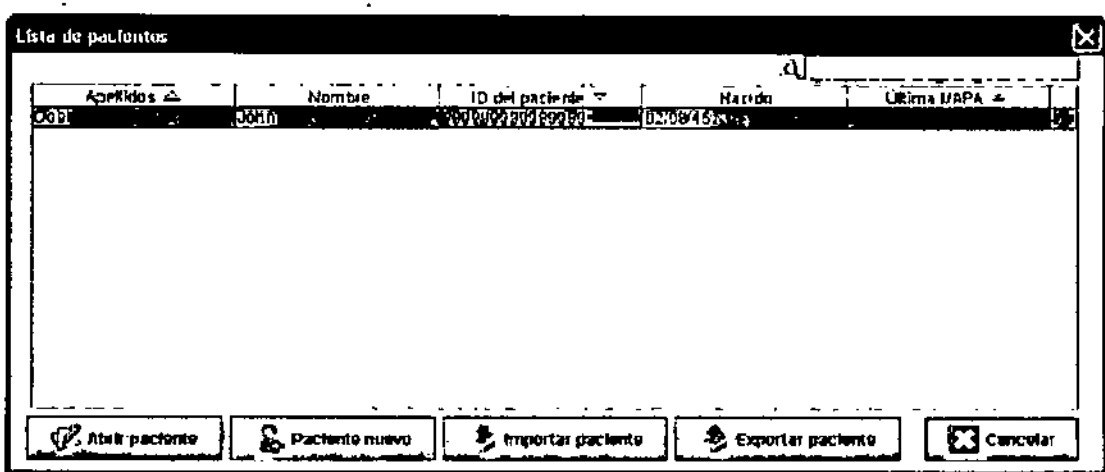 Lista de pacientes
Apellidos Nombre ID del paciente Nacido Última MAPA
John
Abrir paciente Paciente nuevo Importar paciente Exportar paciente Cancelar